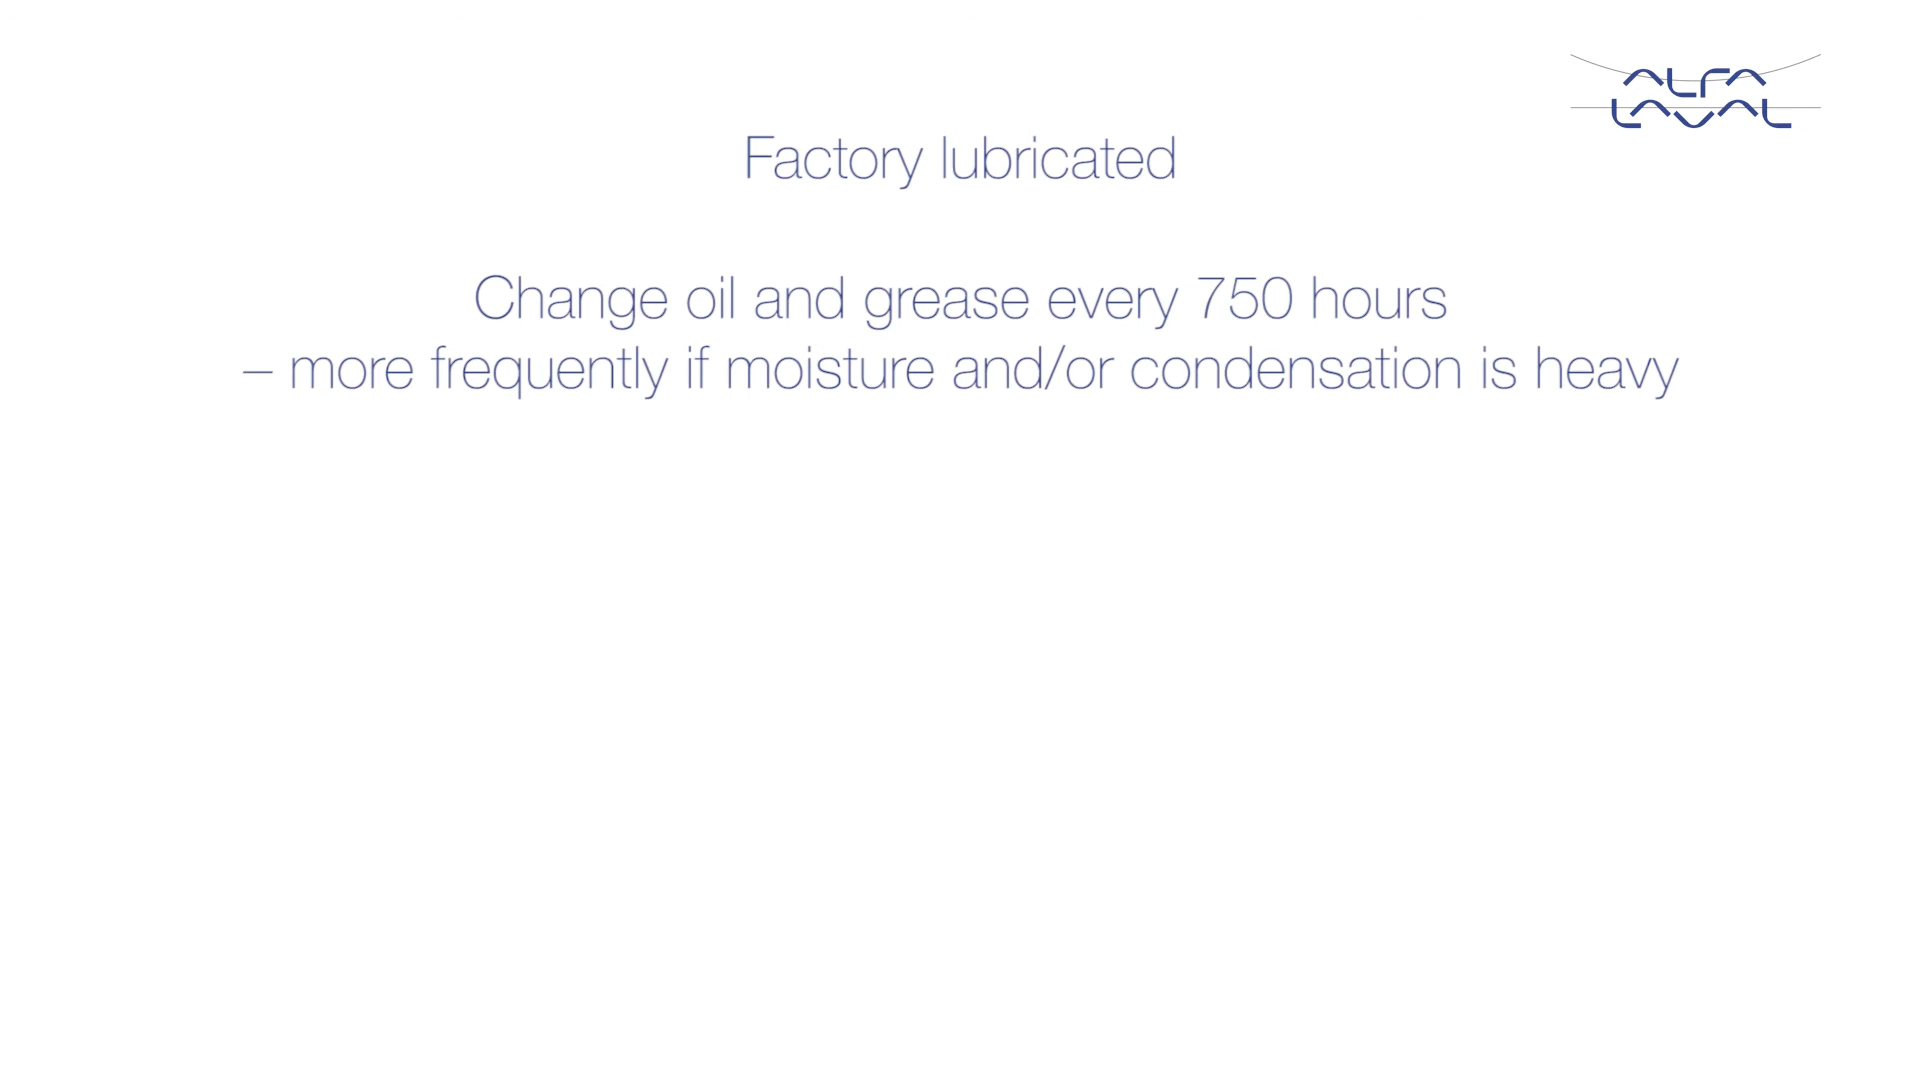 ALFA
LAVAL
Factory lubricated
Change oil and grease every 750 hours
– more frequently if moisture and/or condensation is heavy